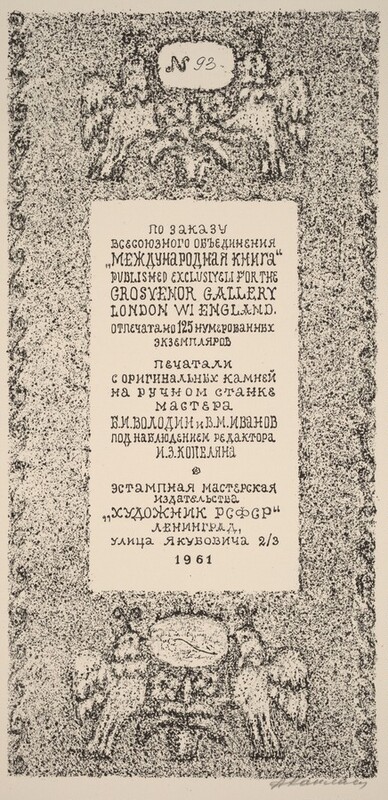 № 93.
ПО ЗАКАЗУ
ВСЕСОЮЗНОГО ОБЪЕДИНЕНИЯ
„МЕЖДУНАРОДНАЯ КНИГА“
PUBLISHED EXCLUSIVELI FOR THE
GROSVENOR GALLERY
LONDON WI ENGLAND.
ОТПЕЧАТАНО 125 НУМЕРОВАННЫХ
ЭКЗЕМПЛЯРОВ
ПЕЧАТАЛИ
С ОРИГИНАЛЬНЫХ КАМНЕЙ
НА РУЧНОМ СТАНКЕ
МАСТЕРА
Б.И.ВОЛОДИН И В.М.ИВАНОВ
ПОД НАБЛЮДЕНИЕМ РЕДАКТОРА
И.З.КОПЕЛЯНА
ЭСТАМПНАЯ МАСТЕРСКАЯ
ИЗДАТЕЛЬСТВА
„ХУДОЖНИК РСФСР“
ЛЕНИНГРАД,
УЛИЦА ЯКУБОВИЧА 2/3
1961